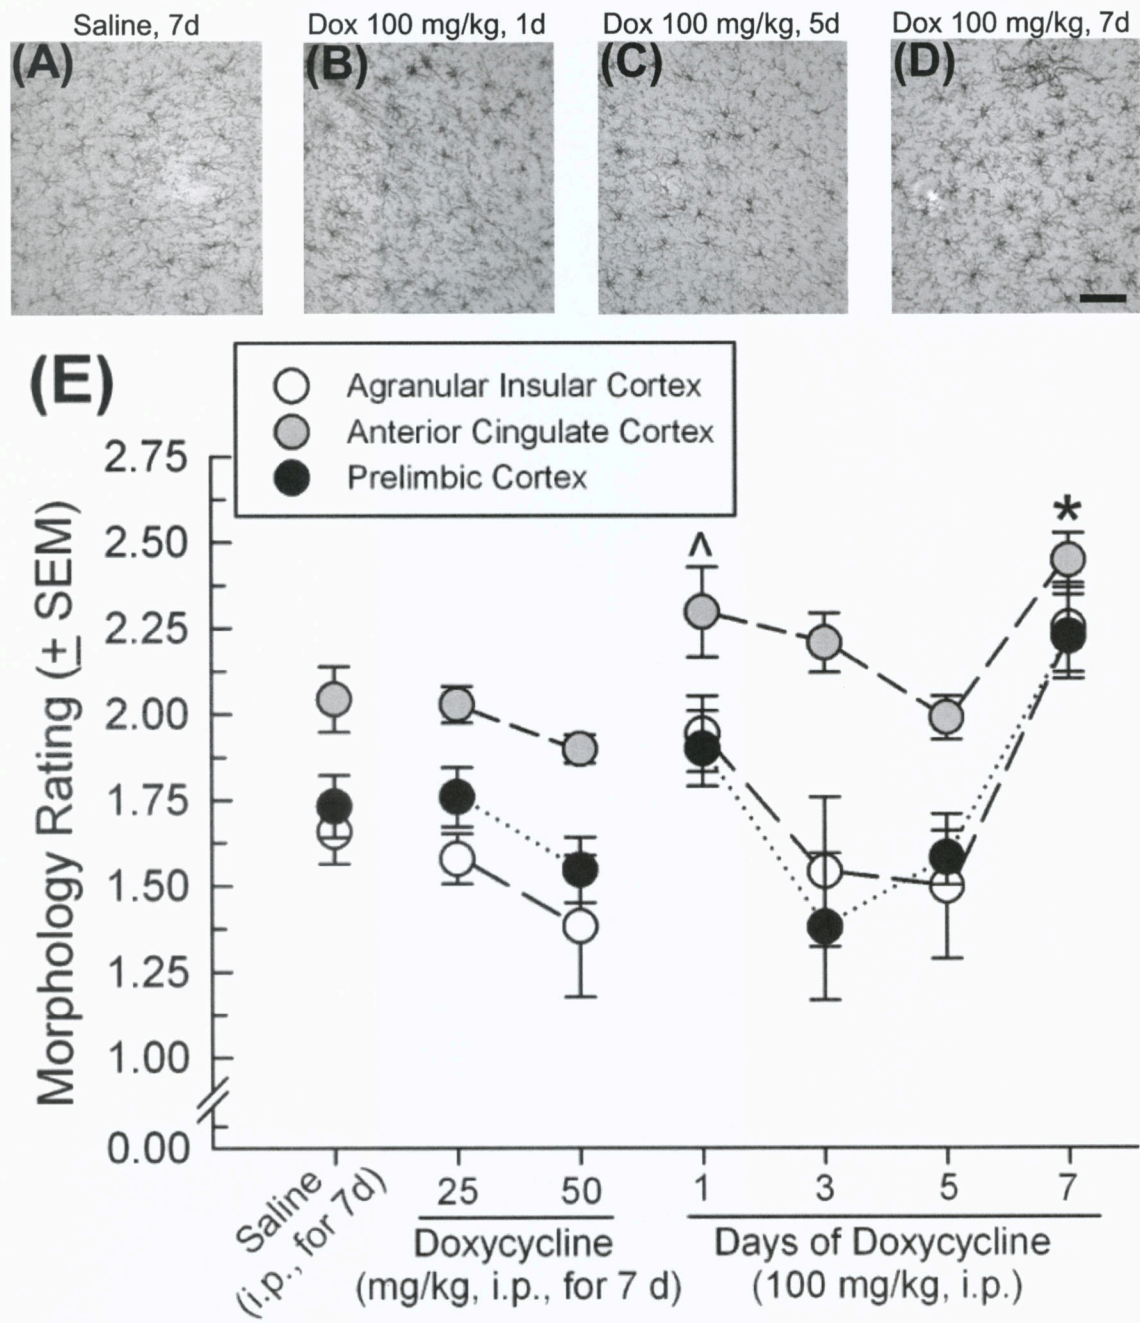 Saline, 7d
Dox 100 mg/kg, 1d
Dox 100 mg/kg, 5d
Dox 100 mg/kg, 7d
(A)
(B)
(C)
(D)
(E)
Agranular Insular Cortex
Anterior Cingulate Cortex
Prelimbic Cortex
Morphology Rating (± SEM)
2.75
2.50
2.25
2.00
1.75
1.50
1.25
1.00
0.00
^
*
Saline
(i.p., for 7d)
25
50
Doxycycline
(mg/kg, i.p., for 7 d)
1
3
5
7
Days of Doxycycline
(100 mg/kg, i.p.)